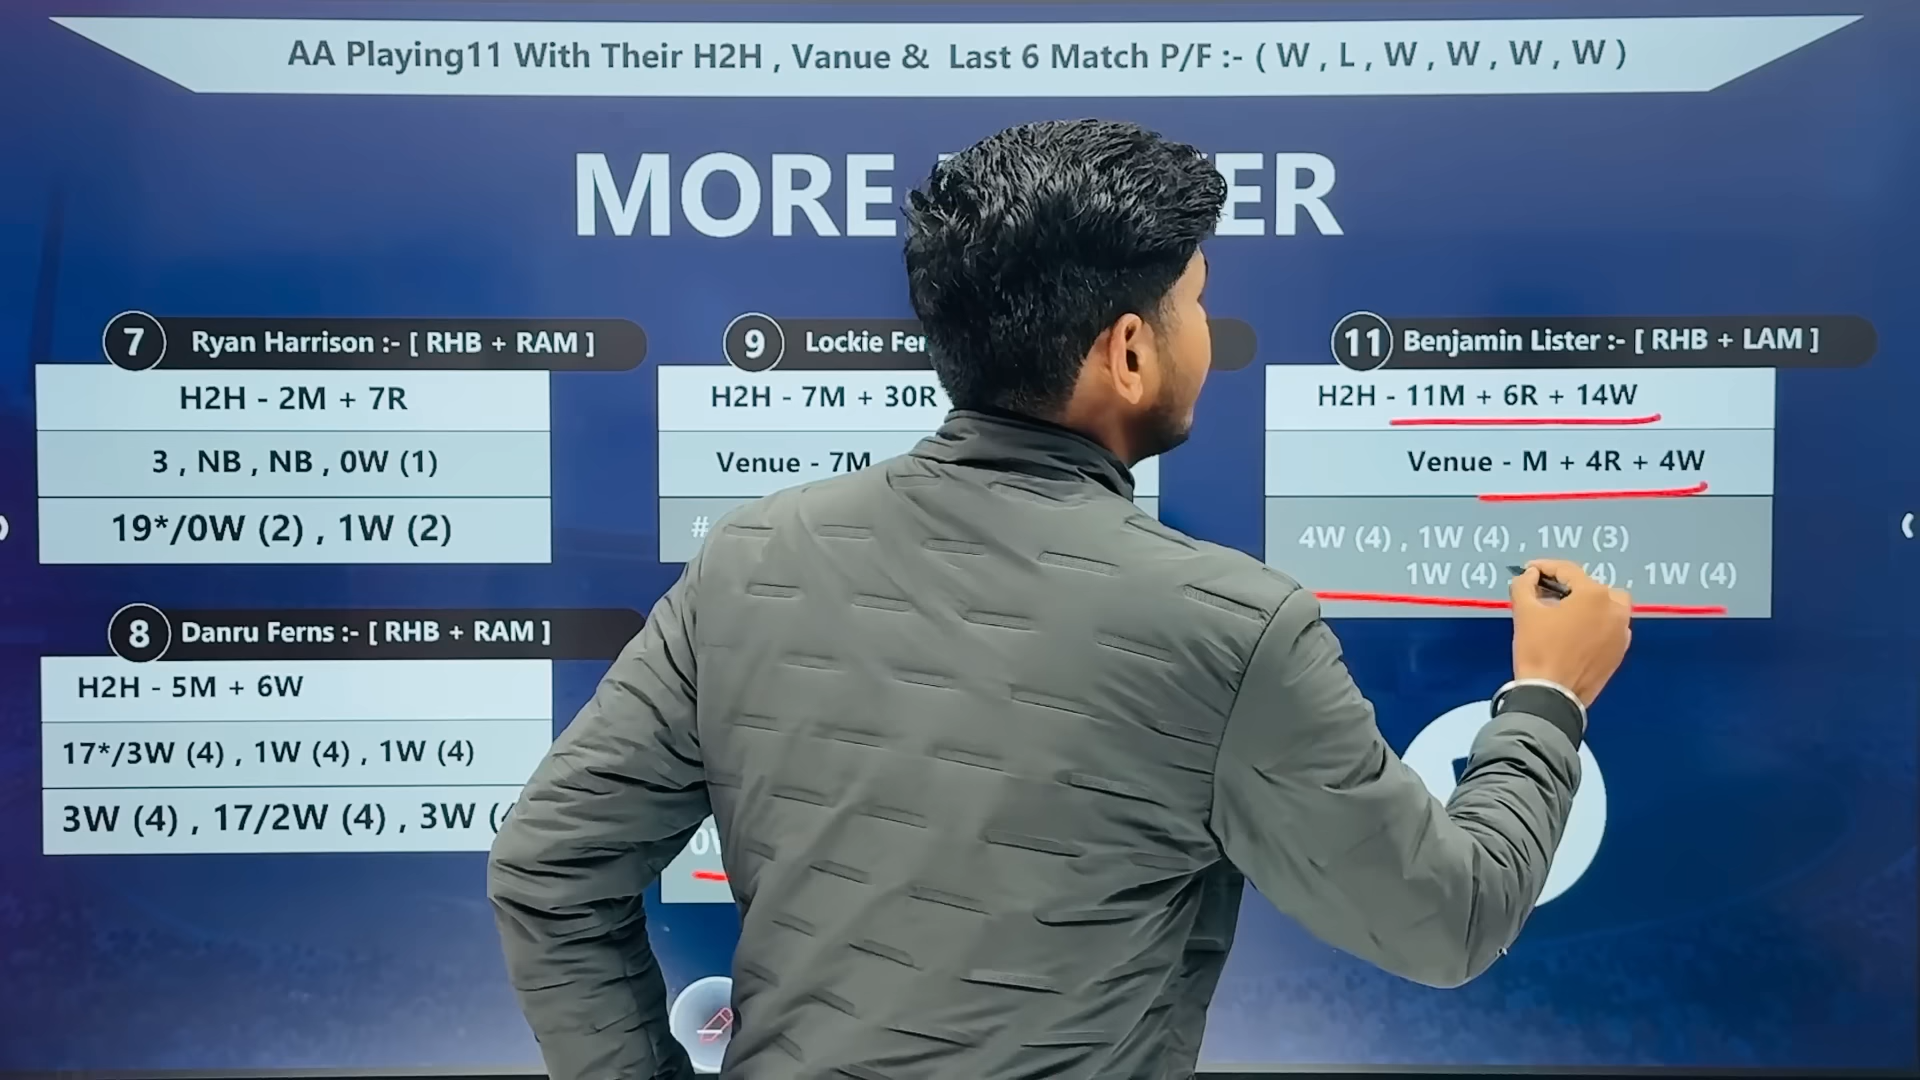 AA Playing11 With Their H2H , Vanue & Last 6 Match P/F :- ( W , L , W , W , W , W )
MORE
7 Ryan Harrison :- [ RHB + RAM ]
H2H - 2M + 7R
3 , NB , NB , 0W (1)
19*/0W (2) , 1W (2)
8 Danru Ferns :- [ RHB + RAM ]
H2H - 5M + 6W
17*/3W (4) , 1W (4) , 1W (4)
3W (4) , 17/2W (4) , 3W
9 Lockie
H2H - 7M + 30R
Venue - 7M
#
11 Benjamin Lister :- [ RHB + LAM ]
H2H - 11M + 6R + 14W
Venue - M + 4R + 4W
4W (4) , 1W (4) , 1W (3)
1W (4) (4) , 1W (4)